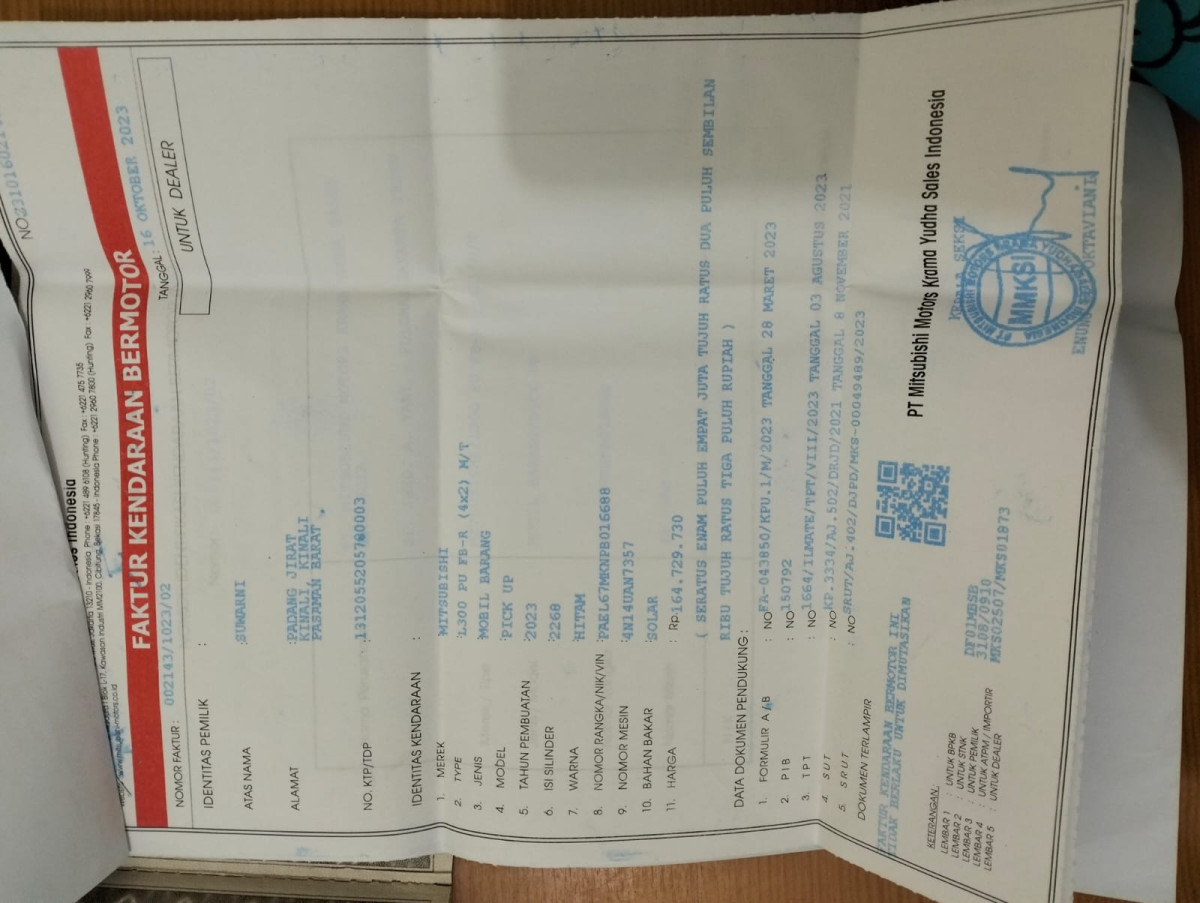 NO
Indonesia
FAKTUR KENDARAAN BERMOTOR
NOMOR FAKTUR : 002143/1023/02
TANGGAL : 16 OKTOBER 2023
UNTUK DEALER
IDENTITAS PEMILIK :
ATAS NAMA :SUWARNI
ALAMAT :PADANG JIRAT
KINALI KINALI
PASAMAN BARAT
NO. KTP/TDP
IDENTITAS KENDARAAN :
1. MEREK :MITSUBISHI
2. TYPE :L300 PU FB-R (4x2) M/T
3. JENIS :MOBIL BARANG
4. MODEL :PICK UP
5. TAHUN PEMBUATAN :2023
6. ISI SILINDER :2268
7. WARNA :HITAM
8. NOMOR RANGKA/NIK/VIN :PAEL67MKNPB016688
9. NOMOR MESIN :4N14UAN7357
10. BAHAN BAKAR :SOLAR
11. HARGA : Rp.164.729.730
( SERATUS ENAM PULUH EMPAT JUTA TUJUH RATUS DUA PULUH SEMBILAN
RIBU TUJUH RATUS TIGA PULUH RUPIAH )
DATA DOKUMEN PENDUKUNG :
1. FORMULIR A / B : NO FA-043850/KPU.1/M/2023 TANGGAL 28 MARET 2023
2. PIB : NO 150792
3. TPT : NO 1664/ILMATE/TPT/VIII/2023 TANGGAL 03 AGUSTUS 2023
4. SUT : NO KP.3334/AJ.502/DRJD/2021 TANGGAL 8 NOVEMBER 2021
5. SRUT : NO SRUT/AJ.402/DJPD/MKS-00049489/2023
DOKUMEN TERLAMPIR
FAKTUR KENDARAAN BERMOTOR INI
TIDAK BERLAKU UNTUK DIMUTASIKAN
PT Mitsubishi Motors Krama Yudha Sales Indonesia
KEPALA SEKSI
MMKSI
ENUNG OKTAVIANI
KETERANGAN
LEMBAR 1 : UNTUK BPKB
LEMBAR 2 : UNTUK STNK
LEMBAR 3 : UNTUK PEMILIK
LEMBAR 4 : UNTUK ATPM / IMPORTIR
LEMBAR 5 : UNTUK DEALER
DF01MBSB
3108/0910
MKS02507/MKS01873